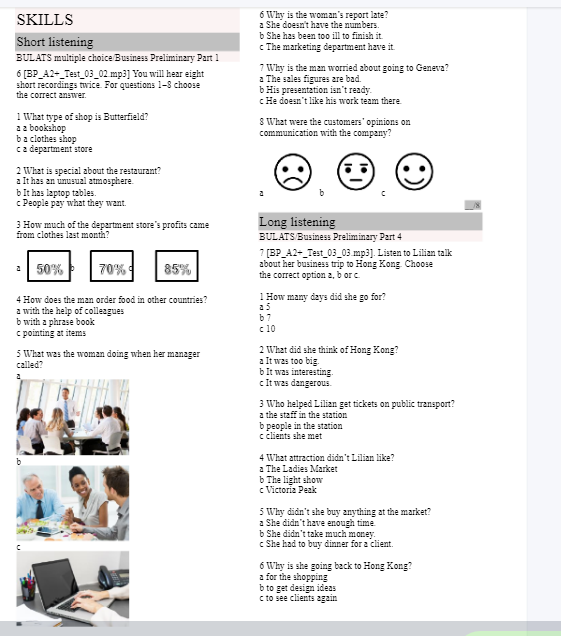 SKILLS
Short listening
BULATS multiple choice/Business Preliminary Part 1
6 [BP_A2+_Test_03_02.mp3] You will hear eight
short recordings twice. For questions 1–8 choose
the correct answer.
1 What type of shop is Butterfield?
a a bookshop
b a clothes shop
c a department store
2 What is special about the restaurant?
a It has an unusual atmosphere.
b It has laptop tables.
c People pay what they want.
3 How much of the department store's profits came
from clothes last month?
a 50% b 70% c 85%
4 How does the man order food in other countries?
a with the help of colleagues
b with a phrase book
c pointing at items
5 What was the woman doing when her manager
called?
a
b
c
6 Why is the woman's report late?
a She doesn't have the numbers.
b She has been too ill to finish it.
c The marketing department have it.
7 Why is the man worried about going to Geneva?
a The sales figures are bad.
b His presentation isn't ready.
c He doesn't like his work team there.
8 What were the customers' opinions on
communication with the company?
a b c
__/8
Long listening
BULATS/Business Preliminary Part 4
7 [BP_A2+_Test_03_03.mp3]. Listen to Lilian talk
about her business trip to Hong Kong. Choose
the correct option a, b or c.
1 How many days did she go for?
a 5
b 7
c 10
2 What did she think of Hong Kong?
a It was too big.
b It was interesting.
c It was dangerous.
3 Who helped Lilian get tickets on public transport?
a the staff in the station
b people in the station
c clients she met
4 What attraction didn't Lilian like?
a The Ladies Market
b The light show
c Victoria Peak
5 Why didn't she buy anything at the market?
a She didn't have enough time.
b She didn't take much money.
c She had to buy dinner for a client.
6 Why is she going back to Hong Kong?
a for the shopping
b to get design ideas
c to see clients again